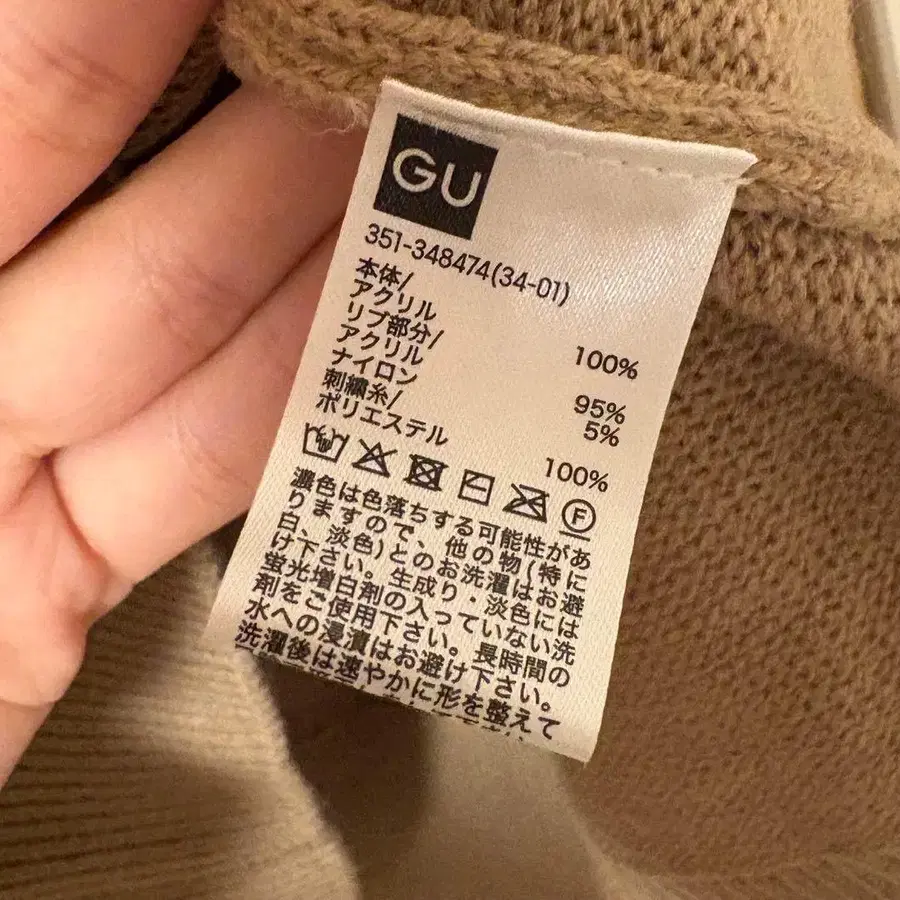 GU
351-348474(34-01)
本体/
アクリル 100%
リブ部分/
アクリル 95%
ナイロン 5%
刺繍糸/
ポリエステル 100%
F
濃色は色落ちする可能性があ
りますので、他の物(特に
白、淡色)とのお洗濯はお避
け下さい。生成り・淡色には
蛍光増白剤の入っていない洗
剤をご使用下さい。長時間の
水への浸漬はお避け下さい。
洗濯後は速やかに形を整えて